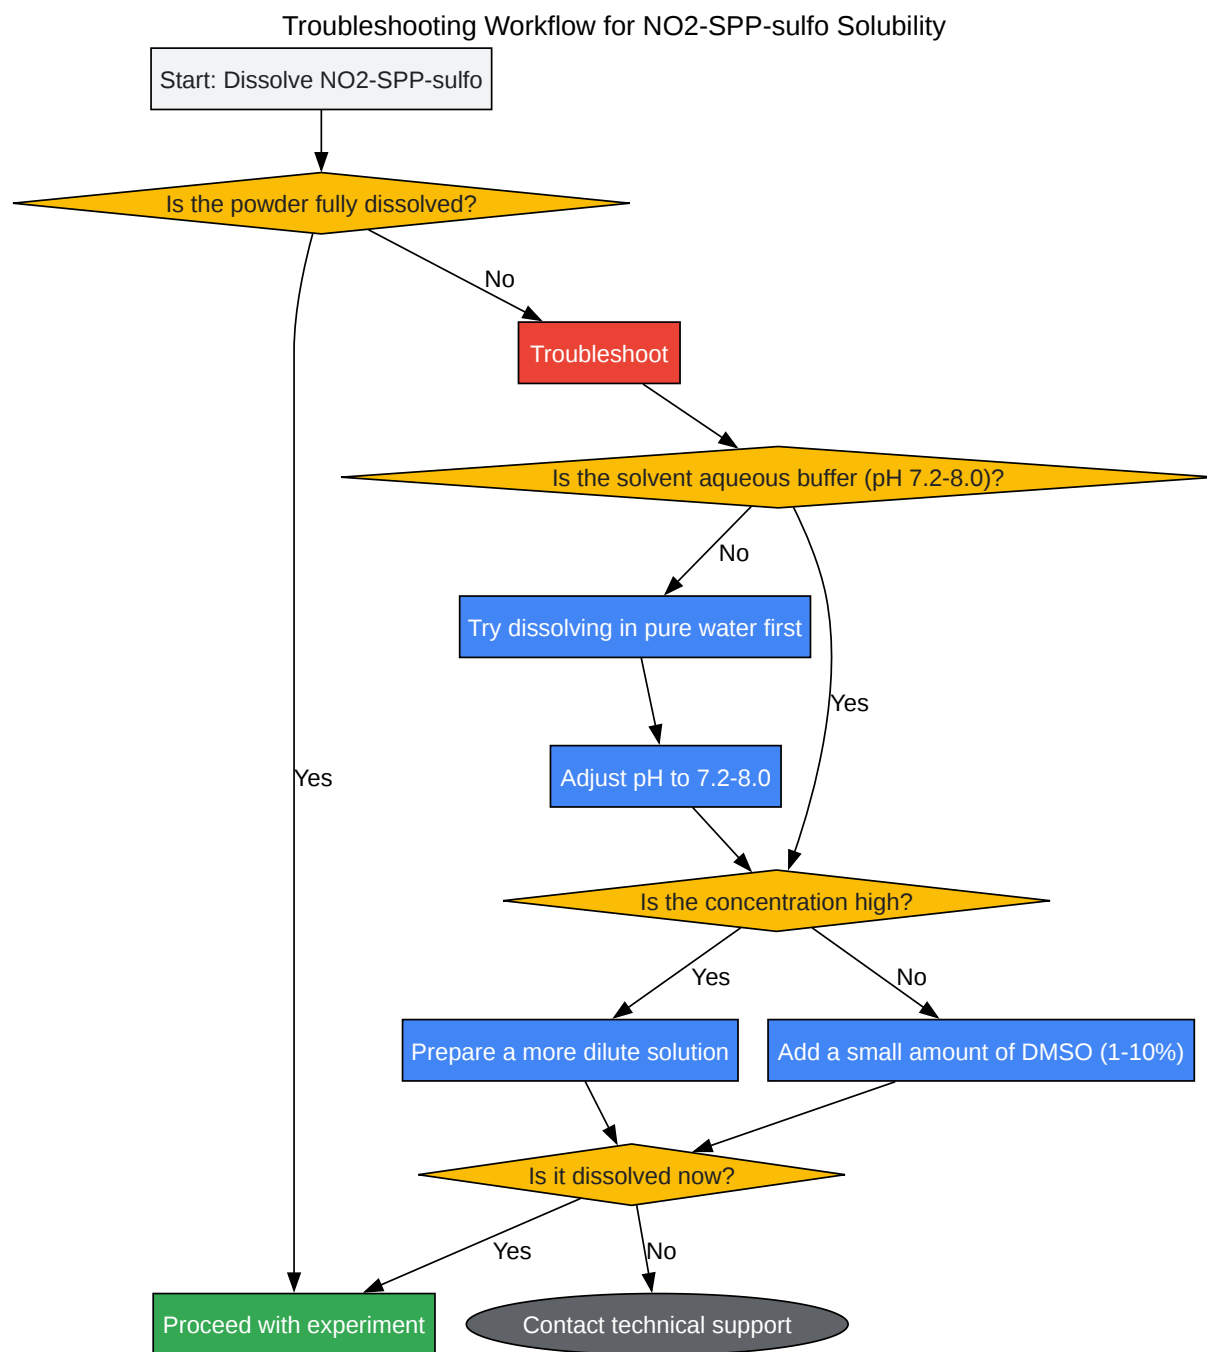 Troubleshooting Workflow for NO2-SPP-sulfo Solubility
Start: Dissolve NO2-SPP-sulfo
Is the powder fully dissolved?
No
Troubleshoot
Is the solvent aqueous buffer (pH 7.2-8.0)?
No
Try dissolving in pure water first
Yes
Adjust pH to 7.2-8.0
Yes
Is the concentration high?
Yes
No
Prepare a more dilute solution
Add a small amount of DMSO (1-10%)
Is it dissolved now?
Yes
No
Proceed with experiment
Contact technical support